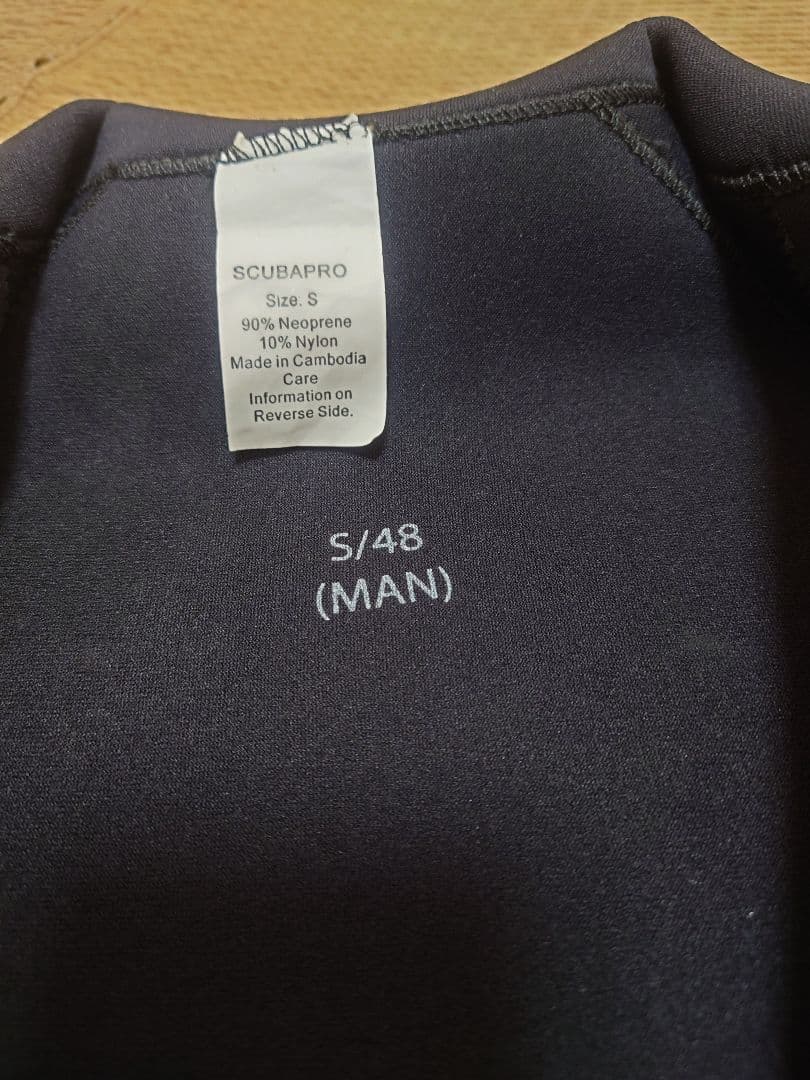 SCUBAPRO
Size: S
90% Neoprene
10% Nylon
Made in Cambodia
Care
Information on
Reverse Side.
S/48
(MAN)